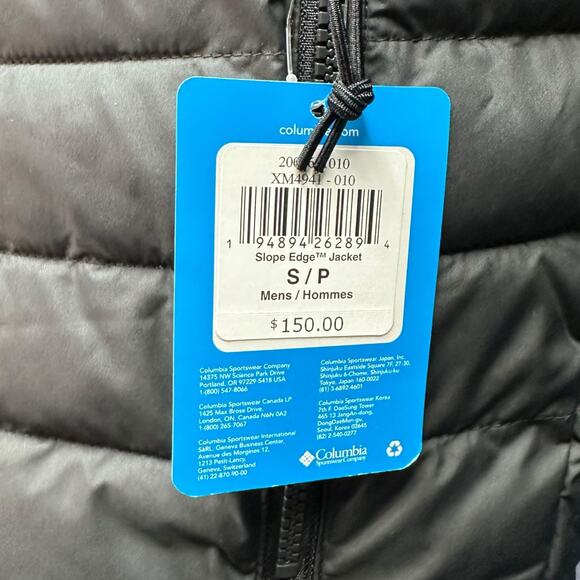 XM4941 - 010
1 94894 26289 4
Slope Edge™ Jacket
S / P
Mens / Hommes
$ 150.00
Columbia Sportswear Company
14375 NW Science Park Drive
Portland, OR 97229-5418 USA
1-(800) 547-8066
Columbia Sportswear Canada LP
1425 Max Brose Drive,
London, ON, Canada N6N 0A2
1-(800) 265-7067
Columbia Sportswear International
SàRL. Geneva Business Center,
Avenue des Morgines 12,
1213 Petit-Lancy,
Geneva, Switzerland
(41) 22-870-90-00
Columbia Sportswear Japan, Inc.
Shinjuku Eastside Square 7F, 27-30,
Shinjuku 6-Chome, Shinjuku-ku
Tokyo, Japan 160-0022
(81) 3-6892-4601
Columbia Sportswear Korea
7th F. DaeSung Tower
465 13 JangAn-dong,
DongDaeMun-gu,
Seoul, Korea 02645
(82) 2-540-0277
Columbia
Sportswear Company